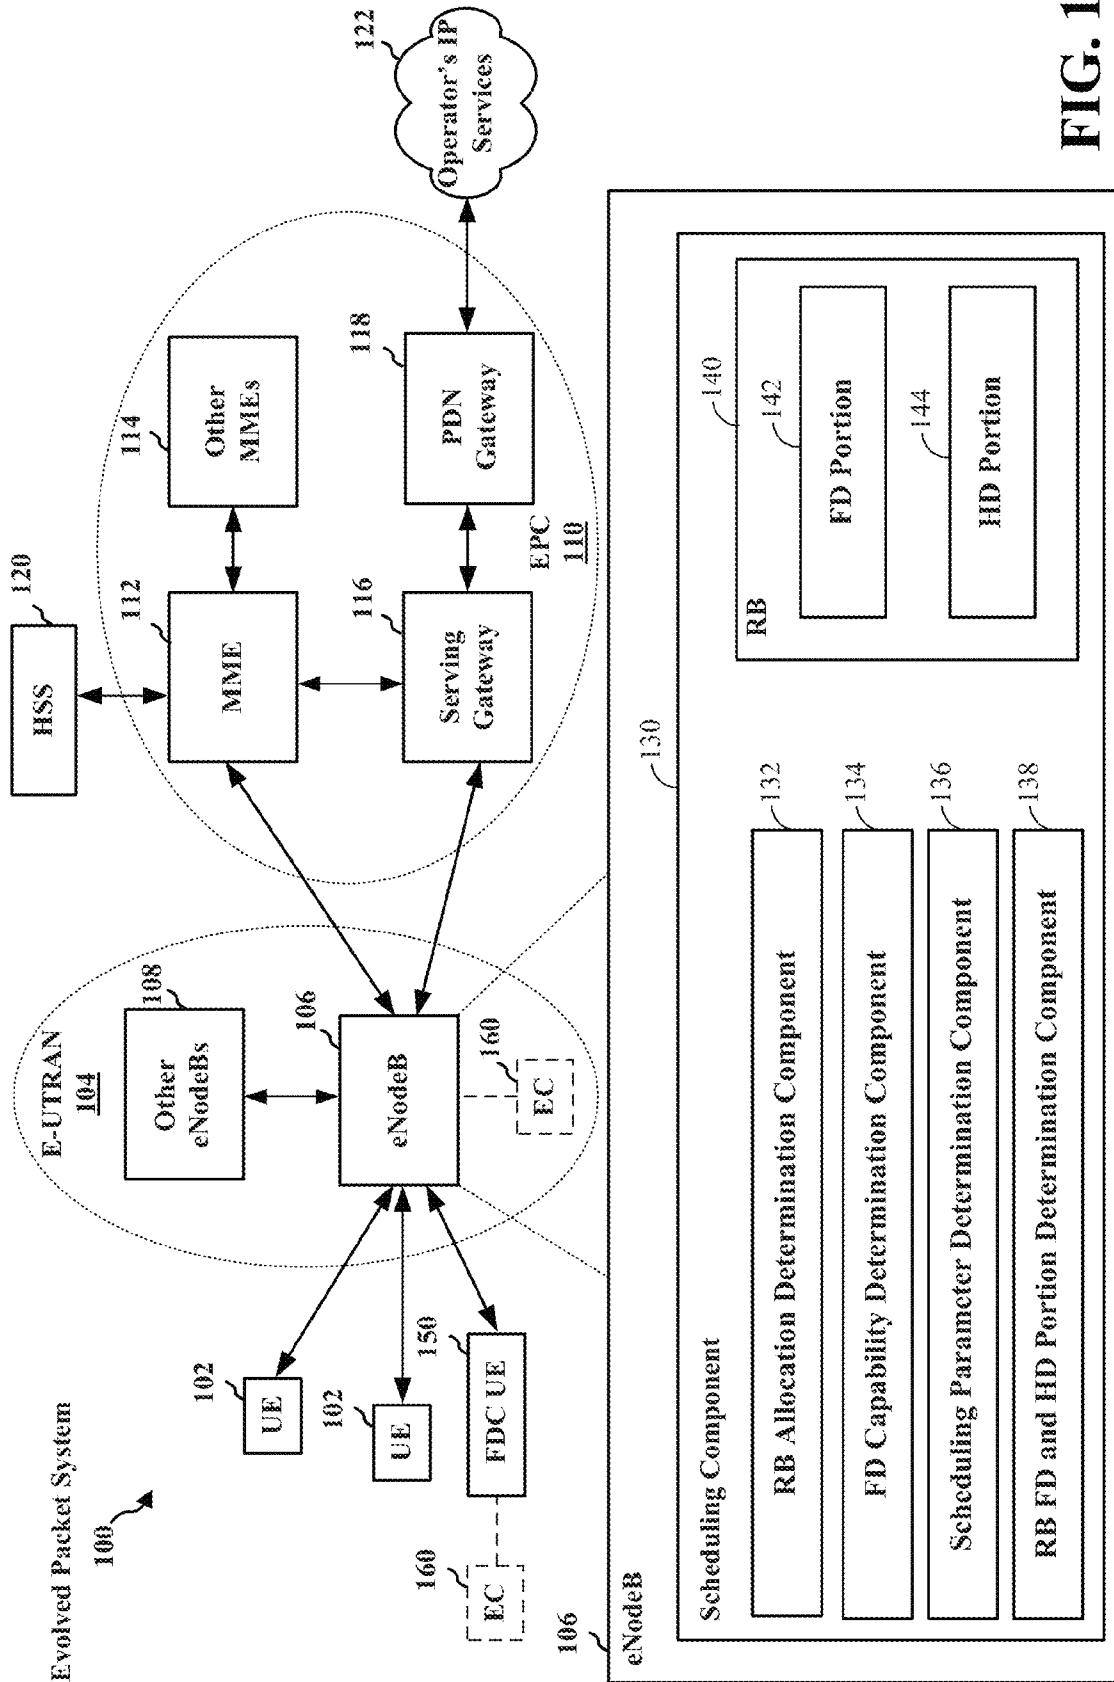 Evolved Packet System
100
UE
102
UE
102
FDC UE
150
EC
160
E-UTRAN
104
Other
eNodeBs
108
eNodeB
106
EC
160
HSS
120
MME
112
Other
MMEs
114
Serving
Gateway
116
PDN
Gateway
118
EPC
110
Operator's IP
Services
122
106
eNodeB
Scheduling Component
130
RB Allocation Determination Component
132
FD Capability Determination Component
134
Scheduling Parameter Determination Component
136
RB FD and HD Portion Determination Component
138
RB
140
FD Portion
142
HD Portion
144
FIG. 1